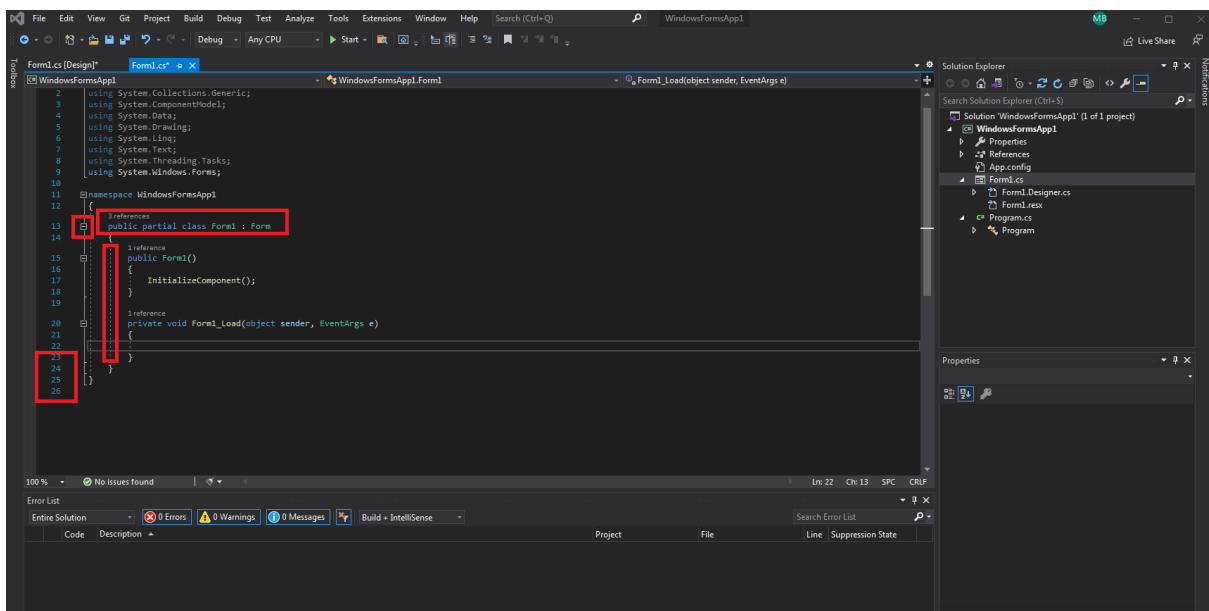 File Edit View Git Project Build Debug Test Analyze Tools Extensions Window Help Search (Ctrl+Q) WindowsFormsApp1 MB
Debug Any CPU Start Live Share
Toolbox
Form1.cs [Design]* Form1.cs*
WindowsFormsApp1 WindowsFormsApp1.Form1 Form1_Load(object sender, EventArgs e)
2 using System.Collections.Generic;
3 using System.ComponentModel;
4 using System.Data;
5 using System.Drawing;
6 using System.Linq;
7 using System.Text;
8 using System.Threading.Tasks;
9 using System.Windows.Forms;
10
11 namespace WindowsFormsApp1
12 {
3 references
13 public partial class Form1 : Form
14 {
1 reference
15 public Form1()
16 {
17 InitializeComponent();
18 }
19
1 reference
20 private void Form1_Load(object sender, EventArgs e)
21 {
22
23 }
24 }
25 }
26
100 % No issues found Ln: 22 Ch: 13 SPC CRLF
Error List
Entire Solution 0 Errors 0 Warnings 0 Messages Build + IntelliSense Search Error List
Code Description Project File Line Suppression State
Solution Explorer
Search Solution Explorer (Ctrl+$)
Solution 'WindowsFormsApp1' (1 of 1 project)
WindowsFormsApp1
Properties
References
App.config
Form1.cs
Form1.Designer.cs
Form1.resx
C# Program.cs
Program
Properties
Notifications